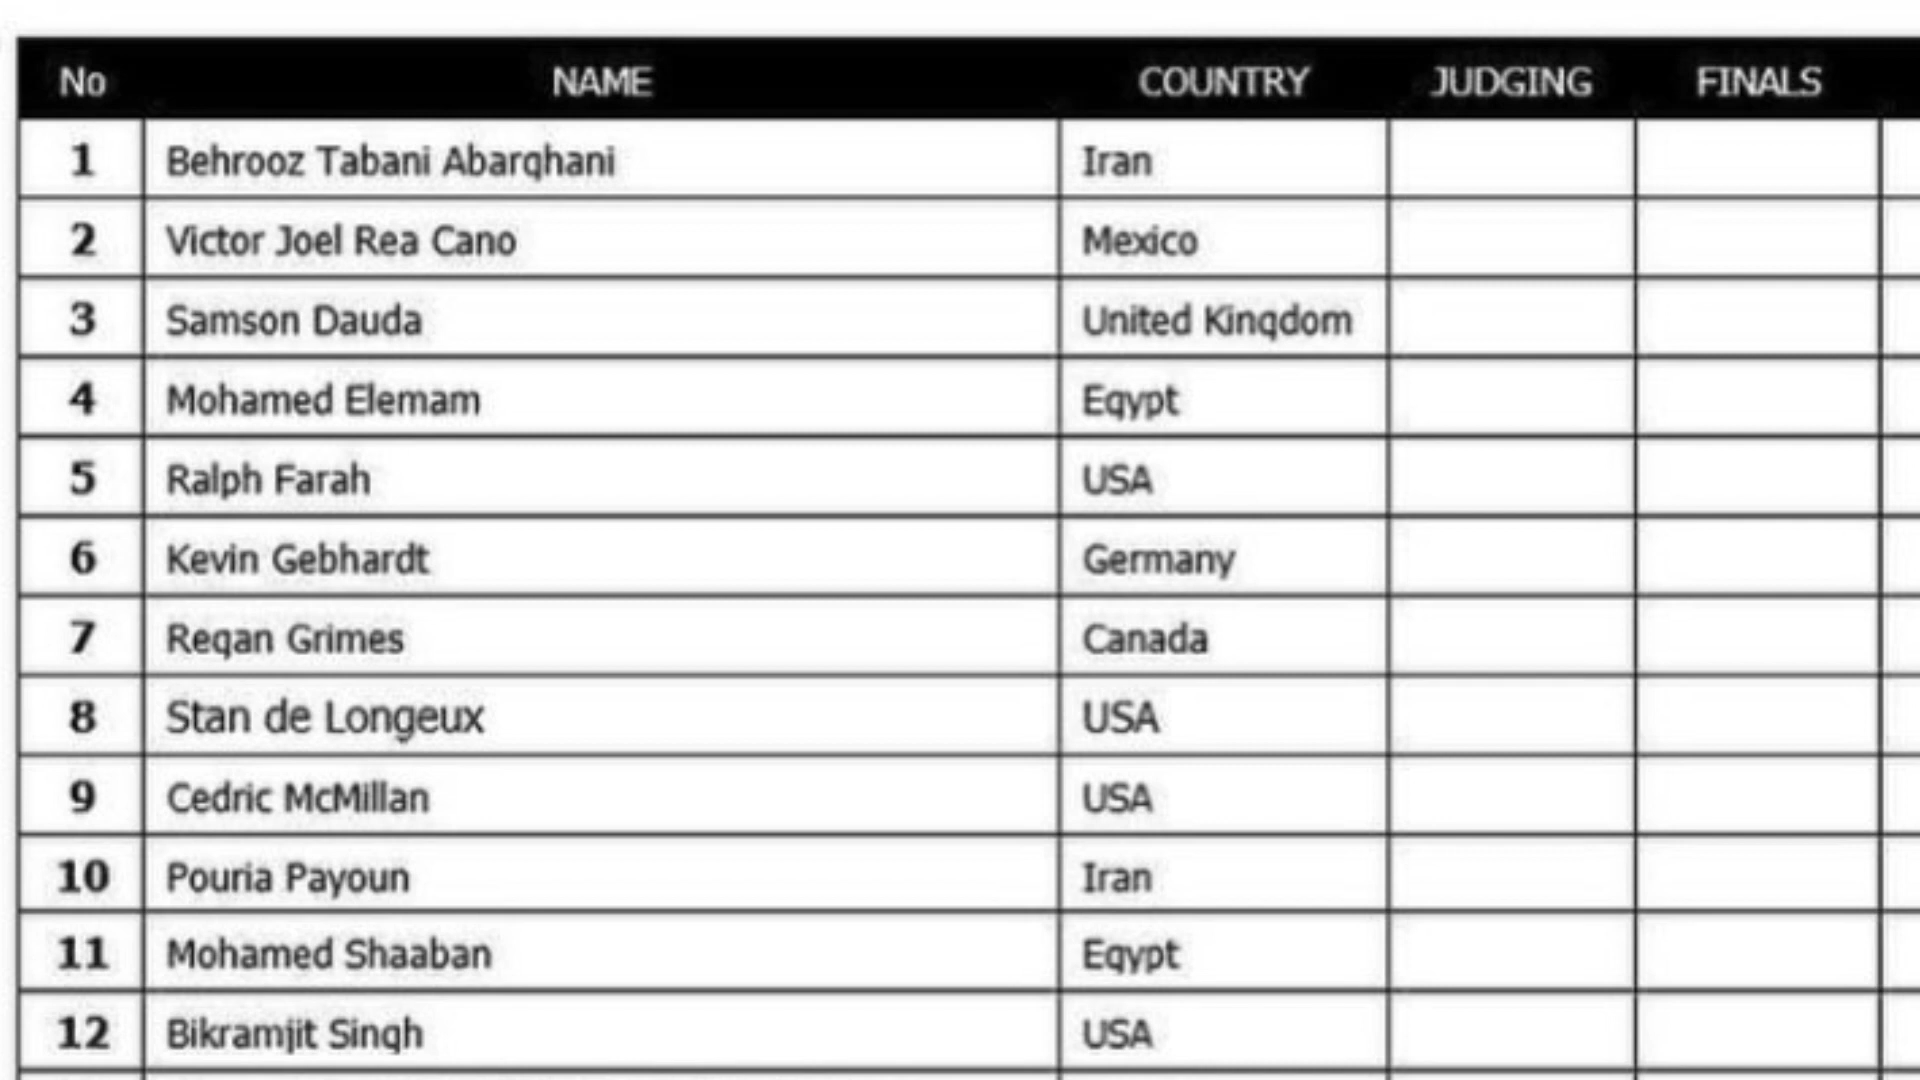 No NAME COUNTRY JUDGING FINALS
1 Behrooz Tabani Abarghani Iran
2 Victor Joel Rea Cano Mexico
3 Samson Dauda United Kingdom
4 Mohamed Elemam Egypt
5 Ralph Farah USA
6 Kevin Gebhardt Germany
7 Regan Grimes Canada
8 Stan de Longeux USA
9 Cedric McMillan USA
10 Pouria Payoun Iran
11 Mohamed Shaaban Egypt
12 Bikramjit Singh USA